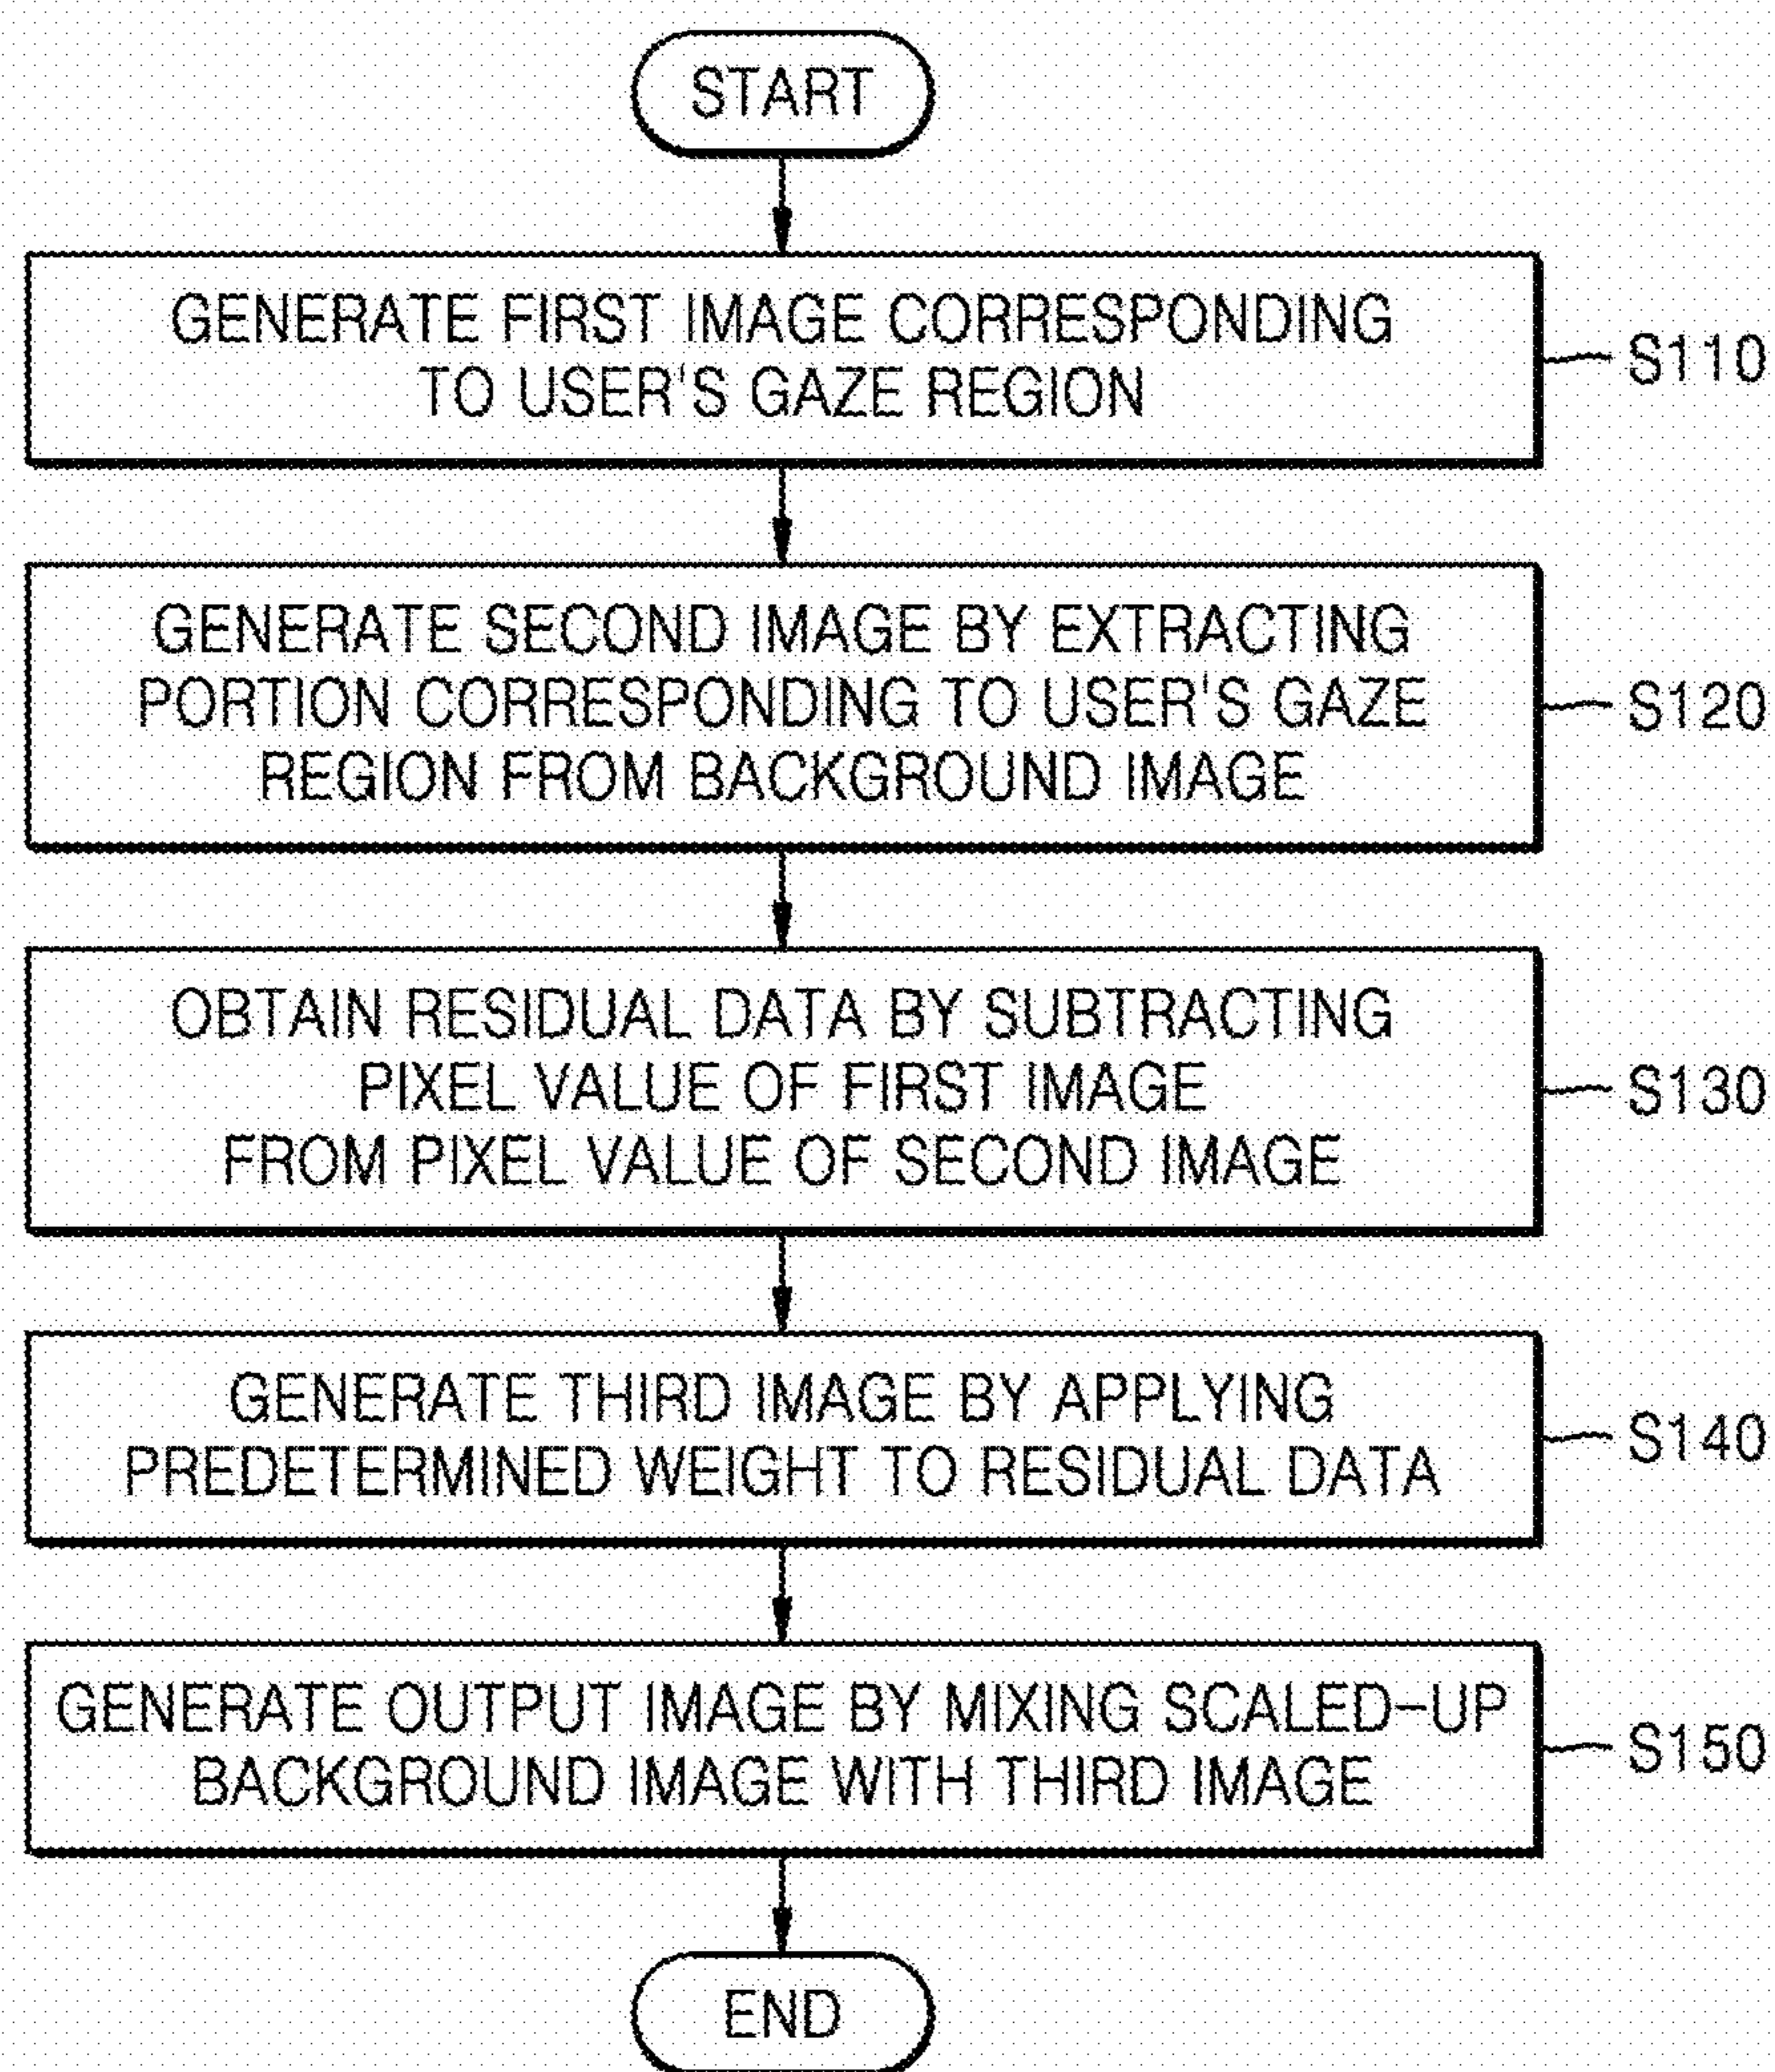 START
GENERATE FIRST IMAGE CORRESPONDING
TO USER'S GAZE REGION
S110
GENERATE SECOND IMAGE BY EXTRACTING
PORTION CORRESPONDING TO USER'S GAZE
REGION FROM BACKGROUND IMAGE
S120
OBTAIN RESIDUAL DATA BY SUBTRACTING
PIXEL VALUE OF FIRST IMAGE
FROM PIXEL VALUE OF SECOND IMAGE
S130
GENERATE THIRD IMAGE BY APPLYING
PREDETERMINED WEIGHT TO RESIDUAL DATA
S140
GENERATE OUTPUT IMAGE BY MIXING SCALED-UP
BACKGROUND IMAGE WITH THIRD IMAGE
S150
END